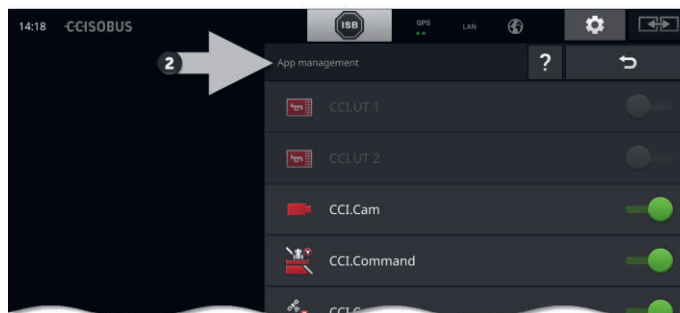 14:18 CCISOBUS ISB GPS LAN
2 App management ?
CCI.UT 1
CCI.UT 2
CCI.Cam
CCI.Command